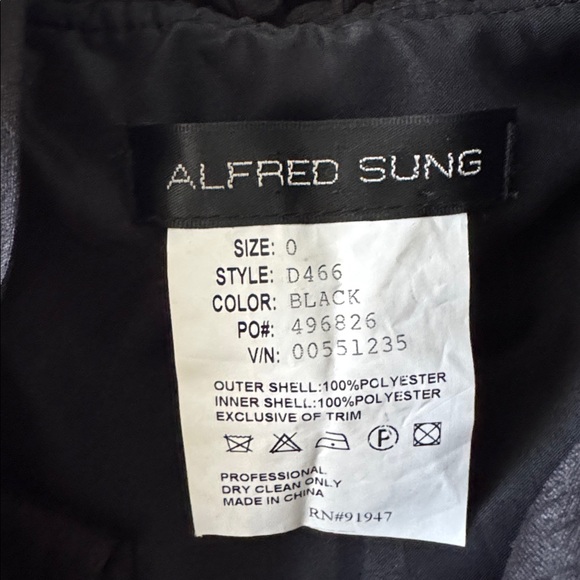 ALFRED SUNG
SIZE: 0
STYLE: D466
COLOR: BLACK
PO#: 496826
V/N: 00551235
OUTER SHELL:100%POLYESTER
INNER SHELL:100%POLYESTER
EXCLUSIVE OF TRIM
P
PROFESSIONAL
DRY CLEAN ONLY
MADE IN CHINA
RN#91947